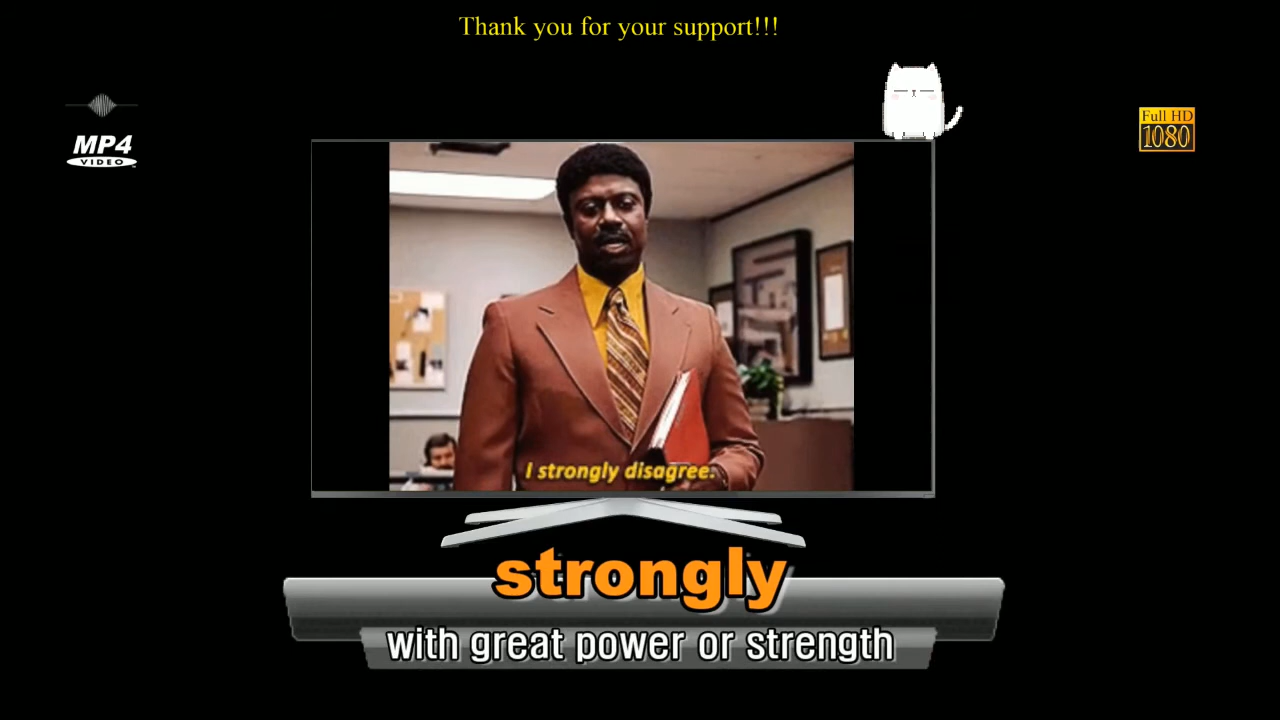 Thank you for your support!!!
MP4
VIDEO
Full HD
1080
I strongly disagree.
strongly
with great power or strength